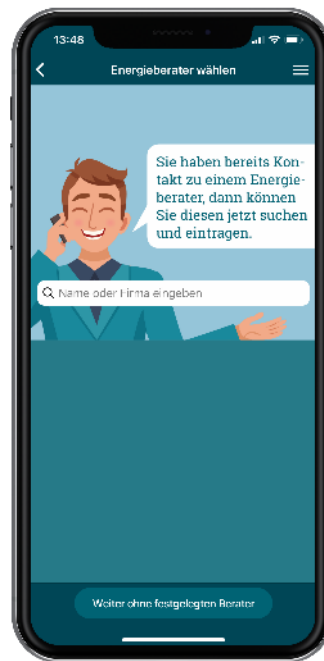 13:48
Energieberater wählen
Sie haben bereits Kon-
takt zu einem Energie-
berater, dann können
Sie diesen jetzt suchen
und eintragen.
Name oder Firma eingeben
Weiter ohne festgelegten Berater